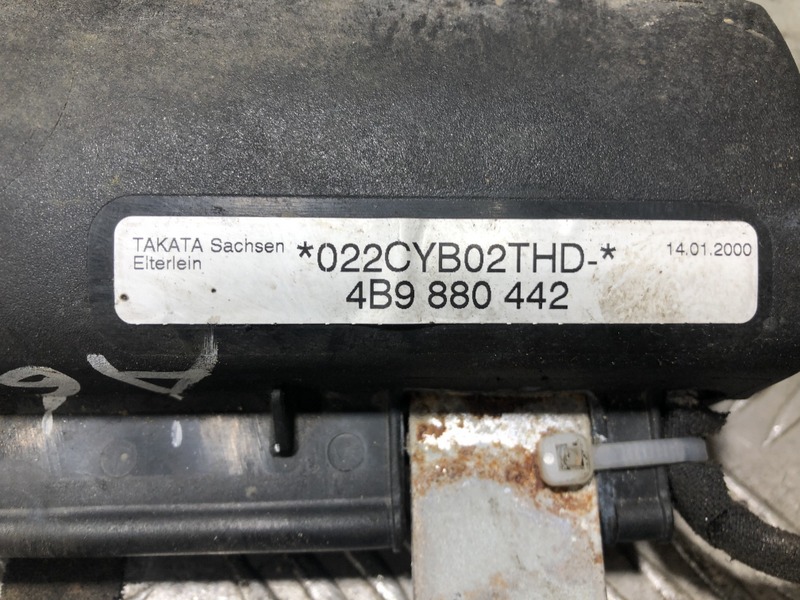 TAKATA Sachsen *022CYB02THD-* 14.01.2000
Elterlein
4B9 880 442